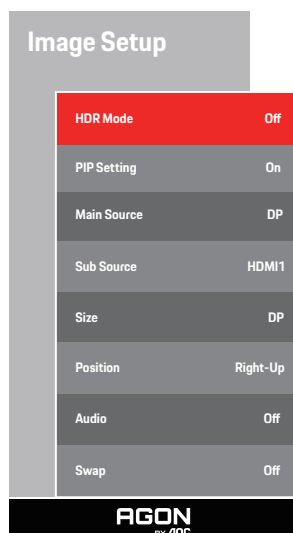 Image Setup
HDR Mode Off
PIP Setting On
Main Source DP
Sub Source HDMI1
Size DP
Position Right-Up
Audio Off
Swap Off
AGON
BY AOC